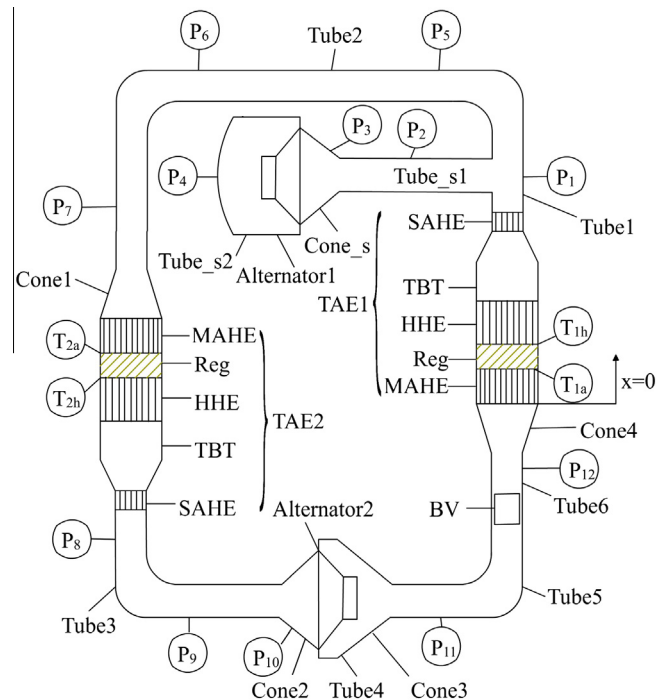 P6
Tube2
P5
P3
P2
P4
Tube_s1
P1
P7
SAHE
Tube1
Cone_s
Tube_s2
Alternator1
Cone1
TAE1
TBT
HHE
T1h
T2a
MAHE
Reg
Reg
T2h
MAHE
T1a
x=0
HHE
TAE2
Cone4
TBT
P12
Tube6
SAHE
Alternator2
BV
P8
Tube3
Tube5
P9
P10
P11
Cone2
Tube4
Cone3